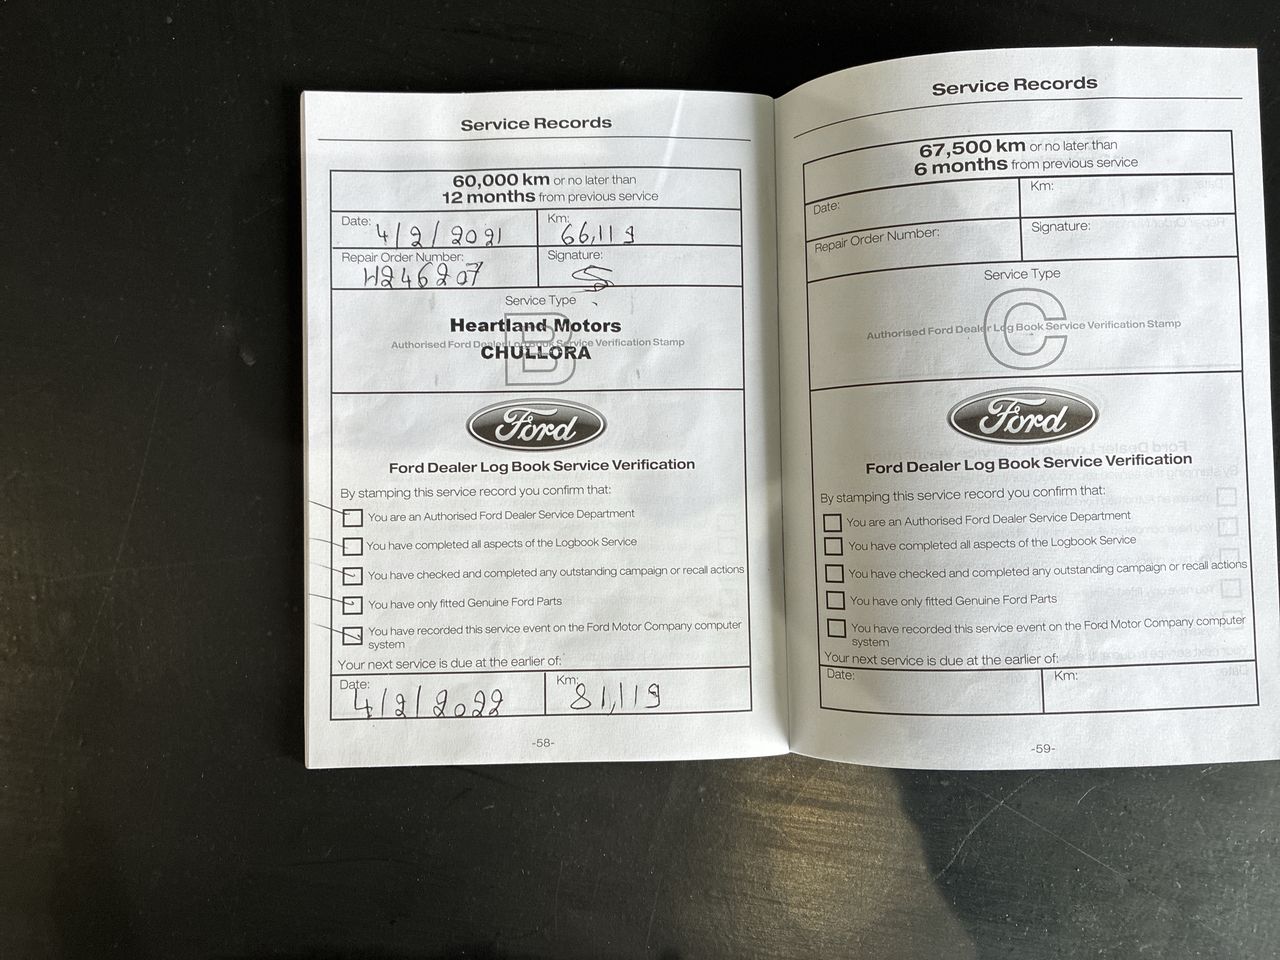 Service Records
60,000 km or no later than
12 months from previous service
Date: 4/2/2021
Km: 66,119
Repair Order Number: H246207
Signature:
Service Type
B
Heartland Motors
Authorised Ford Dealer Logbook Service Verification Stamp
CHULLORA
Ford
Ford Dealer Log Book Service Verification
By stamping this service record you confirm that:
You are an Authorised Ford Dealer Service Department
You have completed all aspects of the Logbook Service
You have checked and completed any outstanding campaign or recall actions
You have only fitted Genuine Ford Parts
You have recorded this service event on the Ford Motor Company computer
system
Your next service is due at the earlier of:
Date: 4/2/2022
Km: 81,119
-58-
Service Records
67,500 km or no later than
6 months from previous service
Date:
Km:
Repair Order Number:
Signature:
Service Type
C
Authorised Ford Dealer Log Book Service Verification Stamp
Ford
Ford Dealer Log Book Service Verification
By stamping this service record you confirm that:
You are an Authorised Ford Dealer Service Department
You have completed all aspects of the Logbook Service
You have checked and completed any outstanding campaign or recall actions
You have only fitted Genuine Ford Parts
You have recorded this service event on the Ford Motor Company computer
system
Your next service is due at the earlier of:
Date:
Km:
-59-